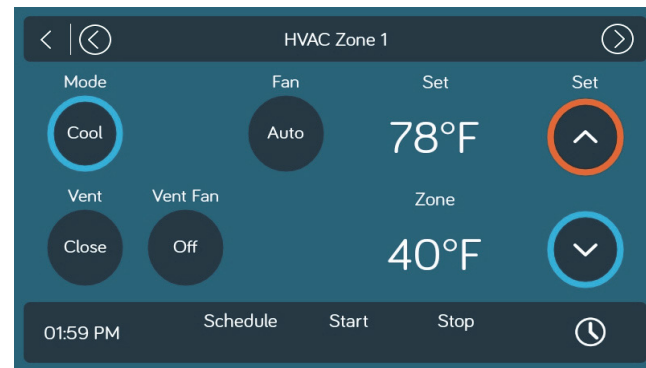 HVAC Zone 1
Mode Fan Set Set
Cool Auto 78°F
Vent Vent Fan Zone
Close Off 40°F
01:59 PM Schedule Start Stop